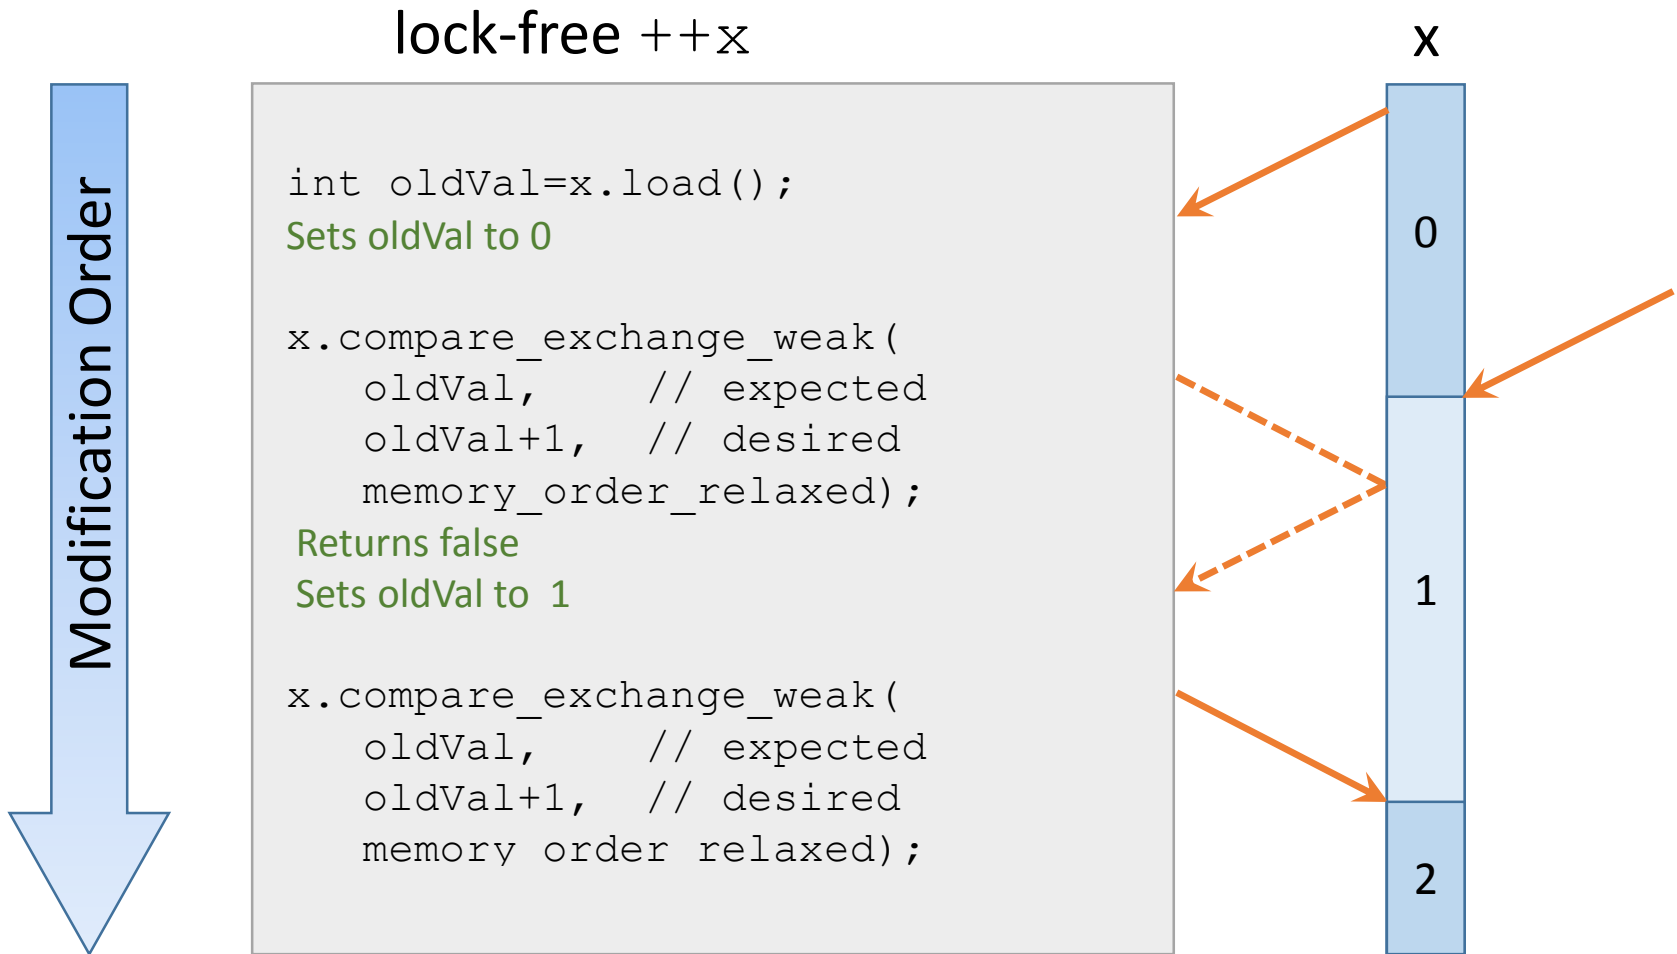 lock-free ++x
x
Modification Order
int oldVal=x.load();
Sets oldVal to 0
x.compare_exchange_weak(
oldVal, // expected
oldVal+1, // desired
memory_order_relaxed);
Returns false
Sets oldVal to 1
x.compare_exchange_weak(
oldVal, // expected
oldVal+1, // desired
memory order relaxed);
0
1
2